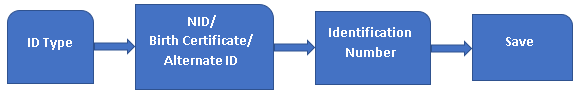 ID Type
NID/
Birth Certificate/
Alternate ID
Identification
Number
Save